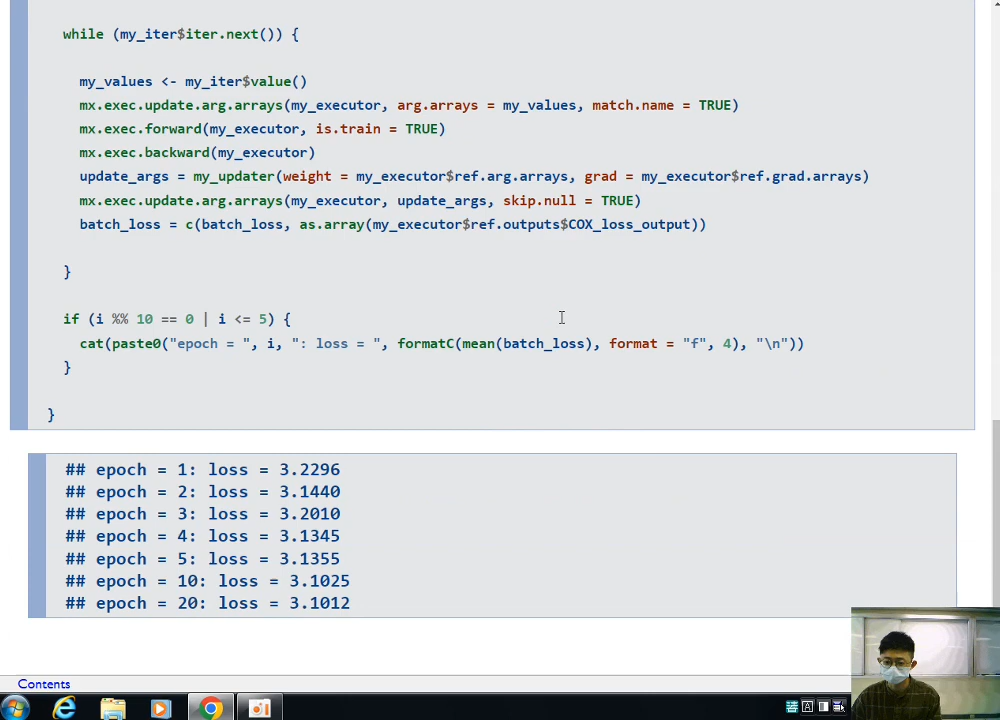 while (my_iter$iter.next()) {
my_values <- my_iter$value()
mx.exec.update.arg.arrays(my_executor, arg.arrays = my_values, match.name = TRUE)
mx.exec.forward(my_executor, is.train = TRUE)
mx.exec.backward(my_executor)
update_args = my_updater(weight = my_executor$ref.arg.arrays, grad = my_executor$ref.grad.arrays)
mx.exec.update.arg.arrays(my_executor, update_args, skip.null = TRUE)
batch_loss = c(batch_loss, as.array(my_executor$ref.outputs$COX_loss_output))
}
if (i %% 10 == 0 | i <= 5) {
cat(paste0("epoch = ", i, ": loss = ", formatC(mean(batch_loss), format = "f", 4), "\n"))
}
}
## epoch = 1: loss = 3.2296
## epoch = 2: loss = 3.1440
## epoch = 3: loss = 3.2010
## epoch = 4: loss = 3.1345
## epoch = 5: loss = 3.1355
## epoch = 10: loss = 3.1025
## epoch = 20: loss = 3.1012
Contents